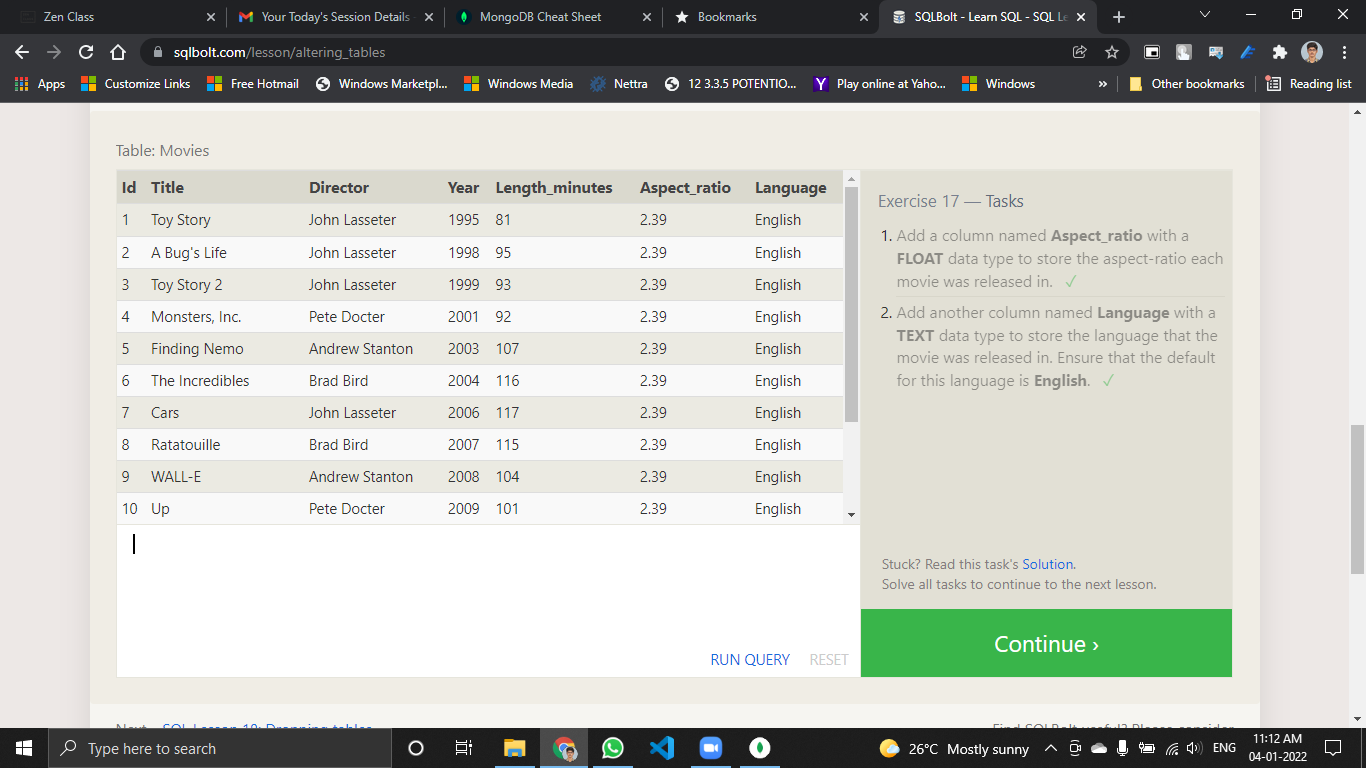 Zen Class
Your Today's Session Details
MongoDB Cheat Sheet
Bookmarks
SQLBolt - Learn SQL - SQL Le
sqlbolt.com/lesson/altering_tables
Apps
Customize Links
Free Hotmail
Windows Marketpl...
Windows Media
Nettra
12 3.3.5 POTENTIO...
Play online at Yaho...
Windows
»
Other bookmarks
Reading list
Table: Movies
Id Title Director Year Length_minutes Aspect_ratio Language
1 Toy Story John Lasseter 1995 81 2.39 English
2 A Bug's Life John Lasseter 1998 95 2.39 English
3 Toy Story 2 John Lasseter 1999 93 2.39 English
4 Monsters, Inc. Pete Docter 2001 92 2.39 English
5 Finding Nemo Andrew Stanton 2003 107 2.39 English
6 The Incredibles Brad Bird 2004 116 2.39 English
7 Cars John Lasseter 2006 117 2.39 English
8 Ratatouille Brad Bird 2007 115 2.39 English
9 WALL-E Andrew Stanton 2008 104 2.39 English
10 Up Pete Docter 2009 101 2.39 English
RUN QUERY RESET
Exercise 17 — Tasks
1. Add a column named Aspect_ratio with a
FLOAT data type to store the aspect-ratio each
movie was released in. ✓
2. Add another column named Language with a
TEXT data type to store the language that the
movie was released in. Ensure that the default
for this language is English. ✓
Stuck? Read this task's Solution.
Solve all tasks to continue to the next lesson.
Continue ›
Next – SQL Lesson 18: Dropping tables
Find SQLBolt useful? Please consider
Type here to search
26°C Mostly sunny
ENG
11:12 AM
04-01-2022